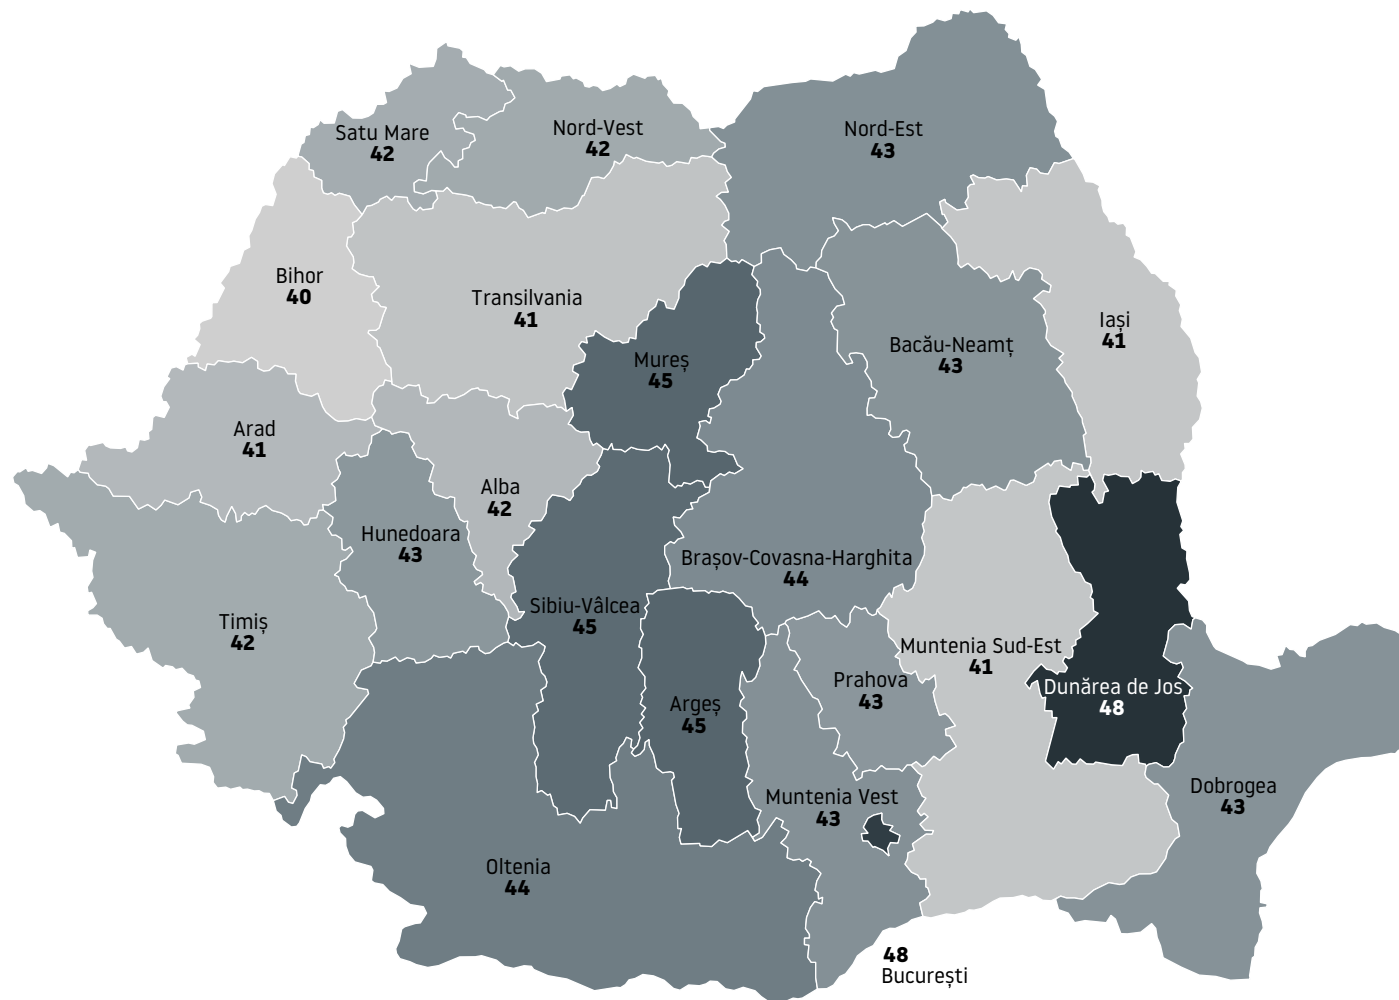 Satu Mare
42
Nord-Vest
42
Nord-Est
43
Bihor
40
Transilvania
41
Iași
41
Bacău-Neamț
43
Mureș
45
Arad
41
Alba
42
Hunedoara
43
Brașov-Covasna-Harghita
44
Timiș
42
Sibiu-Vâlcea
45
Muntenia Sud-Est
41
Prahova
43
Dunărea de Jos
48
Argeș
45
Dobrogea
43
Muntenia Vest
43
Oltenia
44
48
București